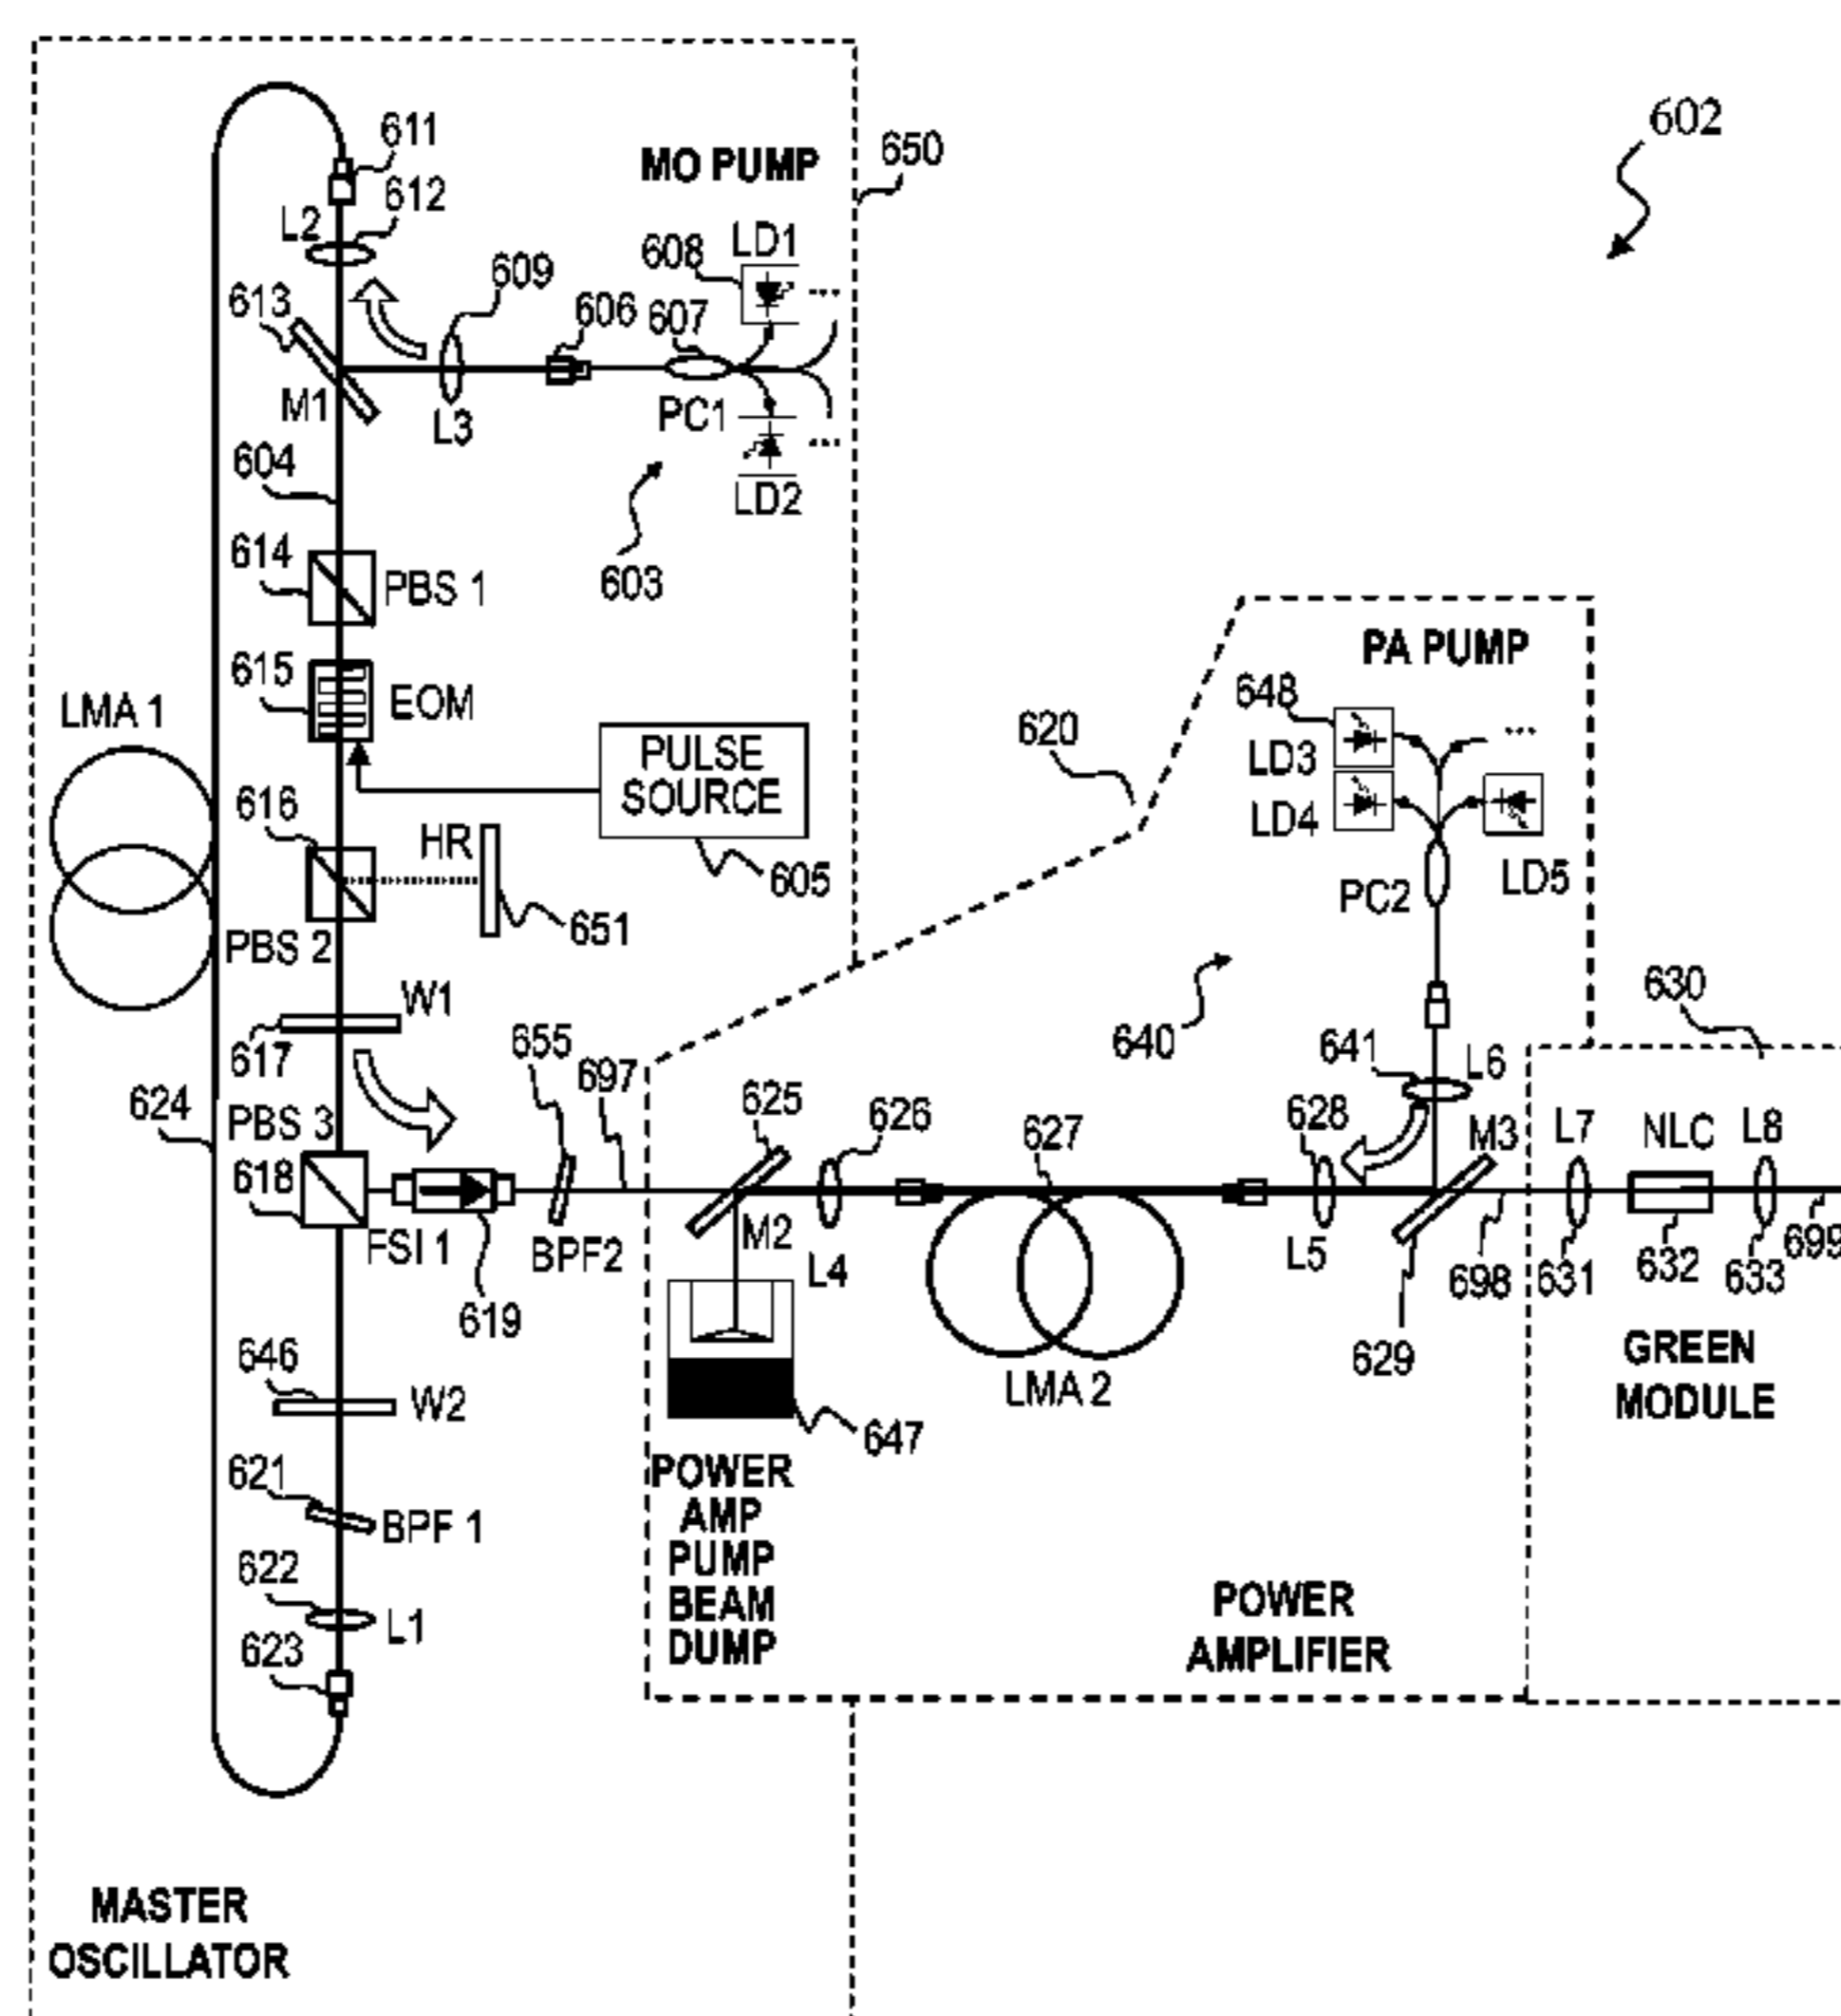 602
611
MO PUMP
650
612
L2
LD1
608
609
613
606
607
M1
L3
PC1
604
LD2
614
PBS 1
603
615
EOM
LMA 1
PULSE
SOURCE
616
HR
605
651
PBS 2
W1
617
PA PUMP
648
620
LD3
LD4
PC2
LD5
640
630
655
697
641
L6
624
PBS 3
625
626
627
628
M3
L7
NLC
L8
618
FSI 1
BPF2
M2
L4
L5
698
631
632
633
699
619
629
646
W2
LMA 2
GREEN
MODULE
647
621
BPF 1
POWER
AMP
PUMP
BEAM
DUMP
622
L1
623
POWER
AMPLIFIER
MASTER
OSCILLATOR